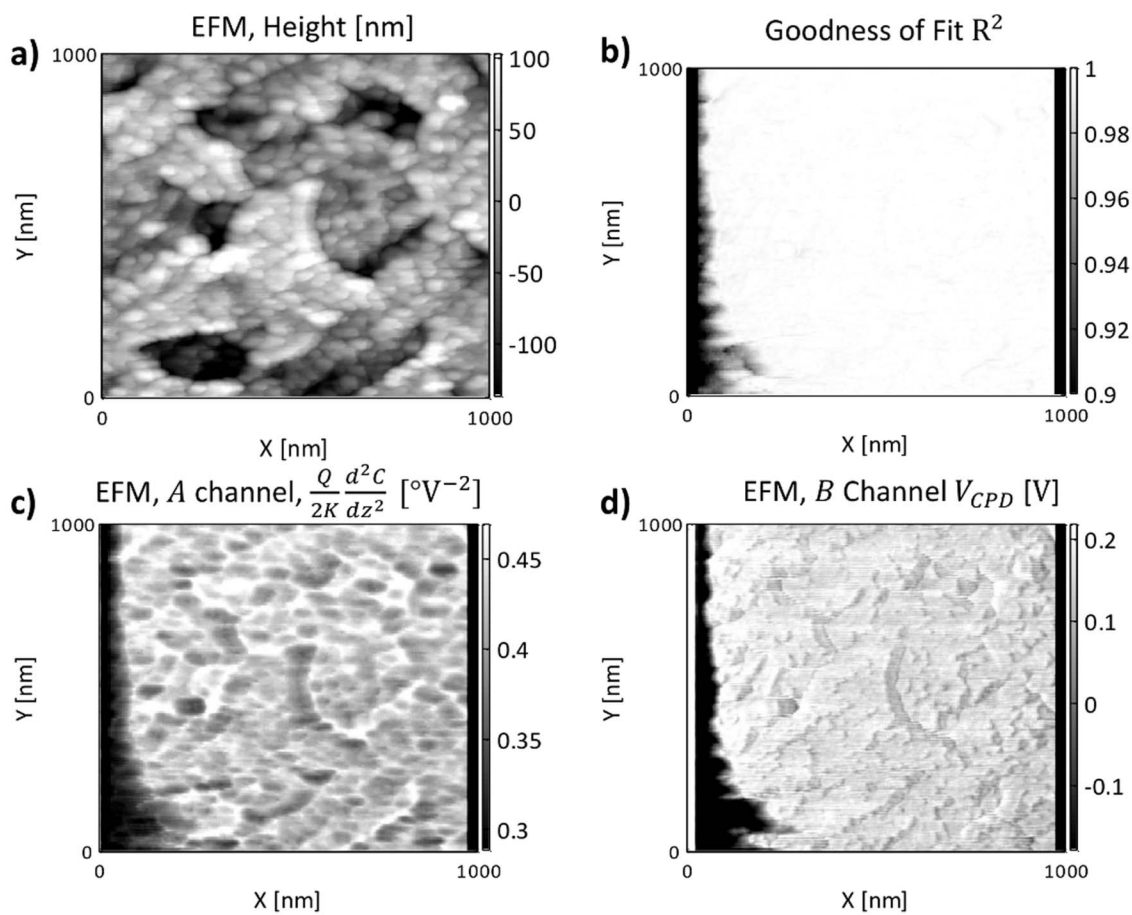 a)
EFM, Height [nm]
1000
Y [nm]
0
0
1000
X [nm]
100
50
0
-50
-100
b)
Goodness of Fit R²
1000
Y [nm]
0
0
1000
X [nm]
1
0.98
0.96
0.94
0.92
0.9
c)
EFM, A channel, Q/2K d²C/dz² [°V⁻²]
1000
Y [nm]
0
0
1000
X [nm]
0.45
0.4
0.35
0.3
d)
EFM, B Channel V_CPD [V]
1000
Y [nm]
0
0
1000
X [nm]
0.2
0.1
0
-0.1